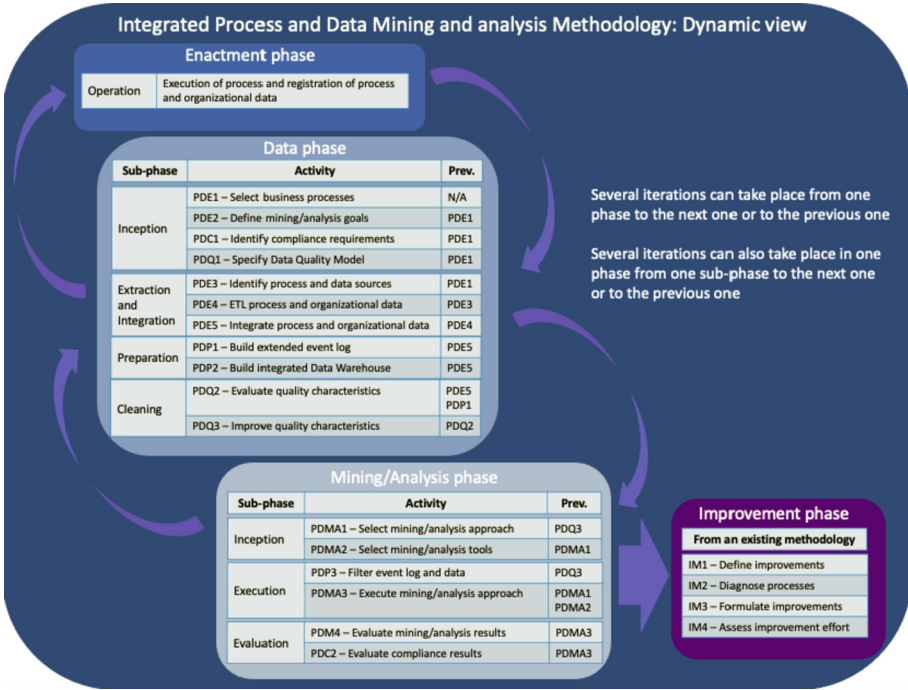 Integrated Process and Data Mining and analysis Methodology: Dynamic view
Enactment phase
Operation
Execution of process and registration of process
and organizational data
Data phase
Sub-phase Activity Prev.
Inception
PDE1 – Select business processes N/A
PDE2 – Define mining/analysis goals PDE1
PDC1 – Identify compliance requirements PDE1
PDQ1 – Specify Data Quality Model PDE1
Extraction
and
Integration
PDE3 – Identify process and data sources PDE1
PDE4 – ETL process and organizational data PDE3
PDE5 – Integrate process and organizational data PDE4
Preparation
PDP1 – Build extended event log PDE5
PDP2 – Build integrated Data Warehouse PDE5
Cleaning
PDQ2 – Evaluate quality characteristics PDE5
PDP1
PDQ3 – Improve quality characteristics PDQ2
Several iterations can take place from one
phase to the next one or to the previous one
Several iterations can also take place in one
phase from one sub-phase to the next one
or to the previous one
Mining/Analysis phase
Sub-phase Activity Prev.
Inception
PDMA1 – Select mining/analysis approach PDQ3
PDMA2 – Select mining/analysis tools PDMA1
Execution
PDP3 – Filter event log and data PDQ3
PDMA3 – Execute mining/analysis approach PDMA1
PDMA2
Evaluation
PDM4 – Evaluate mining/analysis results PDMA3
PDC2 – Evaluate compliance results PDMA3
Improvement phase
From an existing methodology
IM1 – Define improvements
IM2 – Diagnose processes
IM3 – Formulate improvements
IM4 – Assess improvement effort